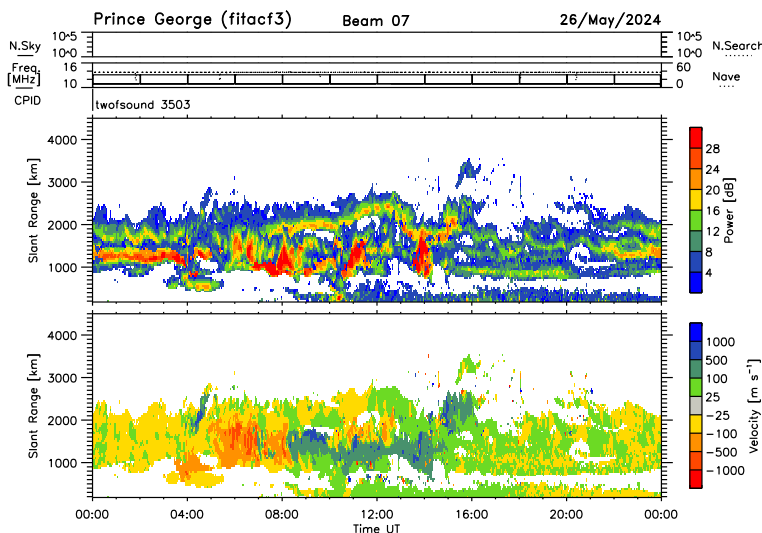 Prince George (fitacf3) Beam 07 26/May/2024
N.Sky 10^5 10^0 10^5 10^0 N.Search
Freq. [MHz] 16 10 60 0 Nave
CPID twofsound 3503
Slant Range [km] 4000 3000 2000 1000
Power [dB] 28 24 20 16 12 8 4
Slant Range [km] 4000 3000 2000 1000
Velocity [m s⁻¹] 1000 500 100 25 −25 −100 −500 −1000
00:00 04:00 08:00 12:00 16:00 20:00 00:00
Time UT